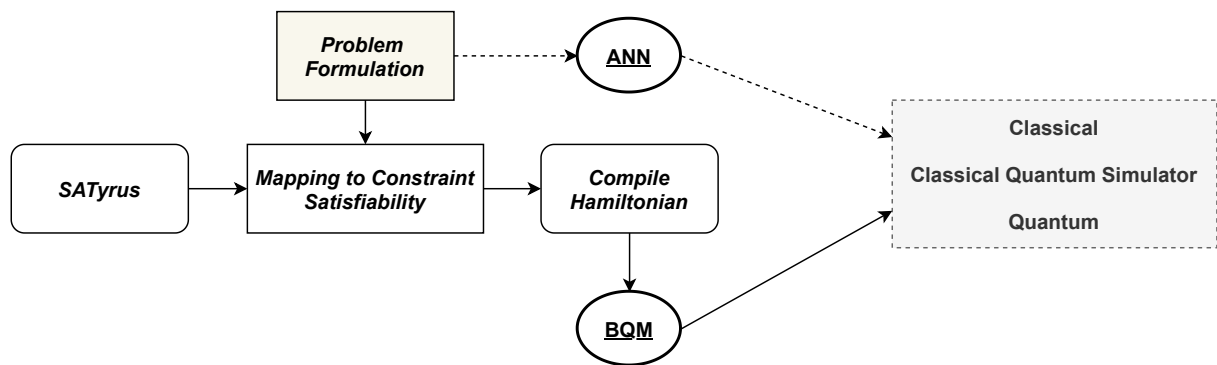 Problem
Formulation
ANN
Classical
Classical Quantum Simulator
Quantum
SATyrus
Mapping to Constraint
Satisfiability
Compile
Hamiltonian
BQM